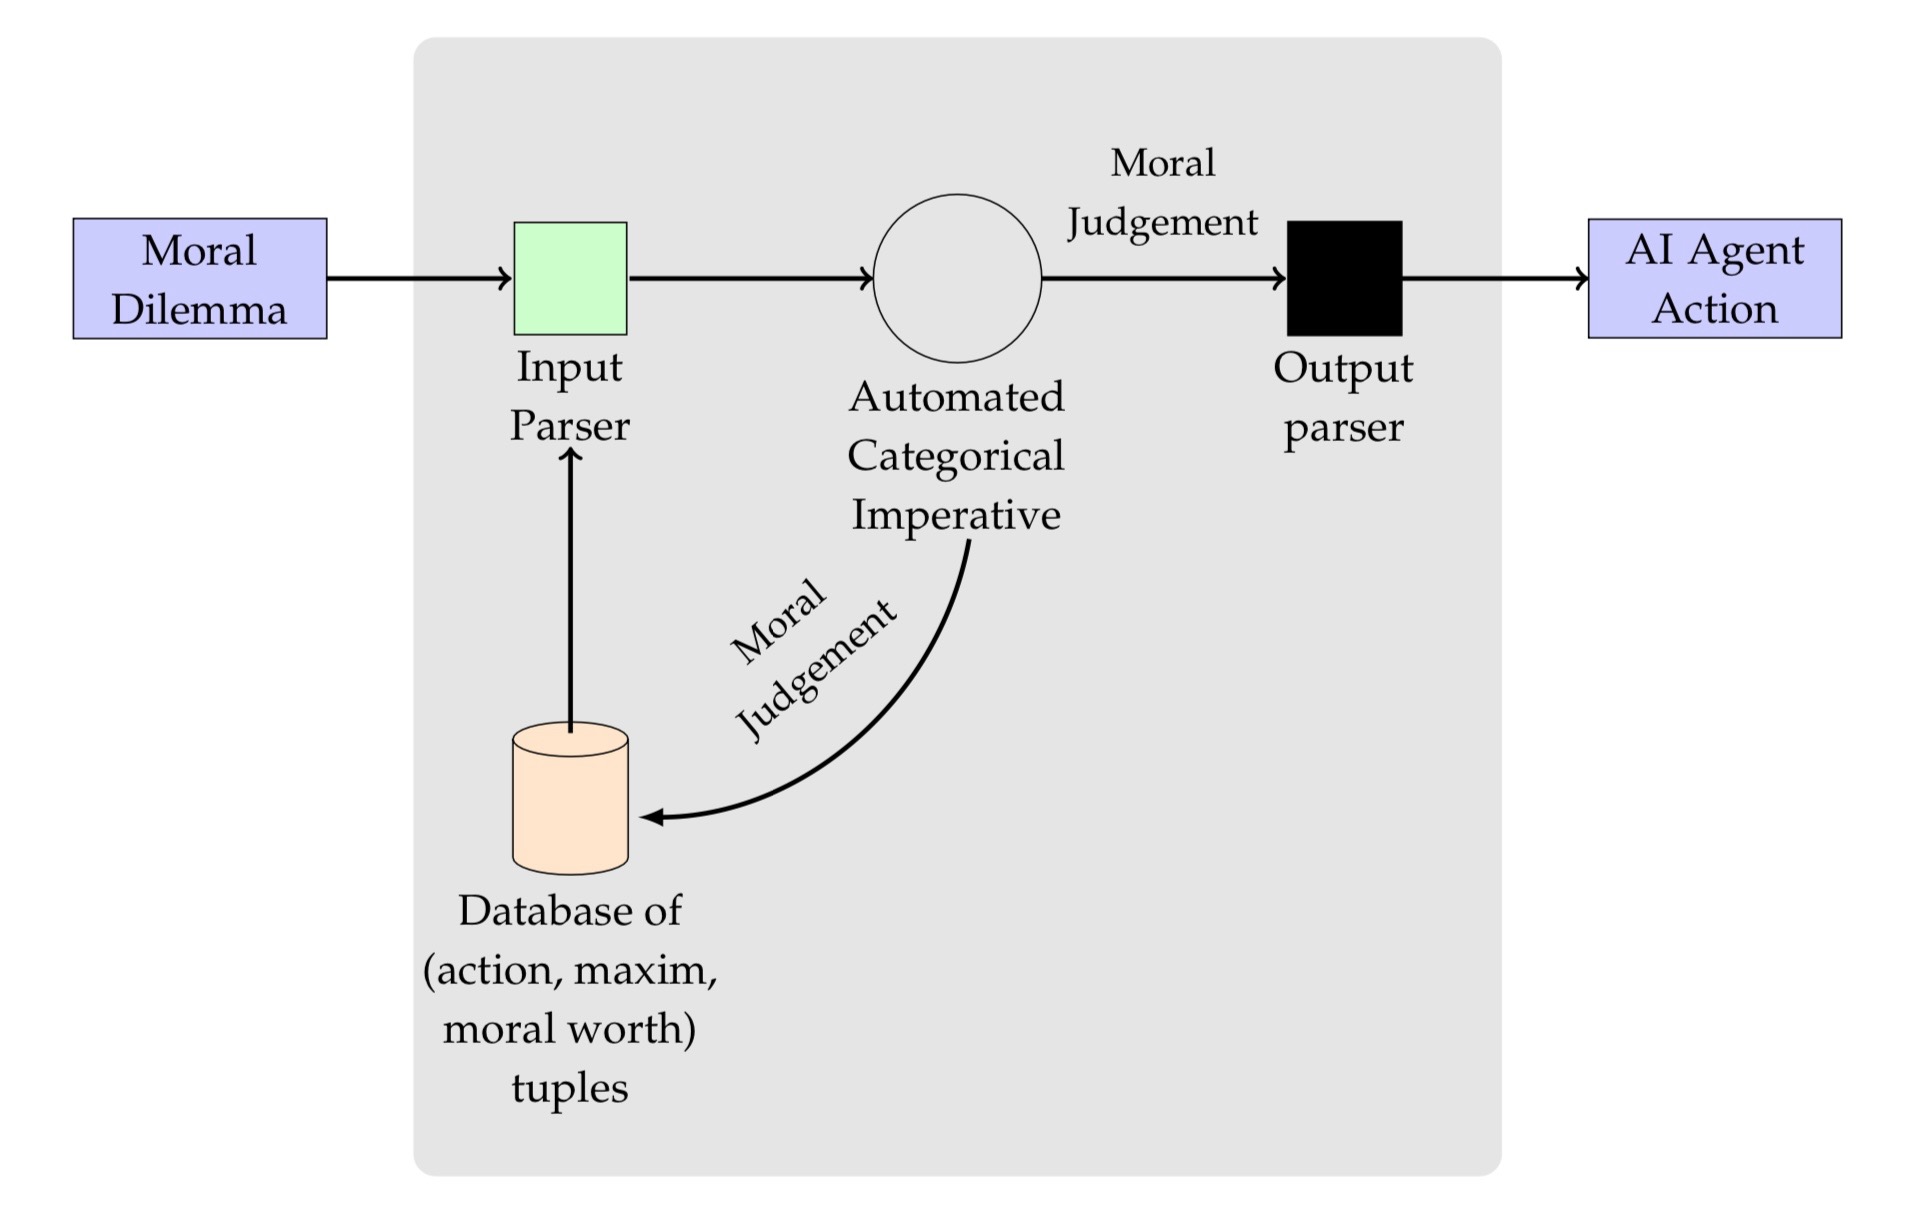 Moral
Dilemma
Input
Parser
Automated
Categorical
Imperative
Moral
Judgement
Output
parser
AI Agent
Action
Moral
Judgement
Database of
(action, maxim,
moral worth)
tuples